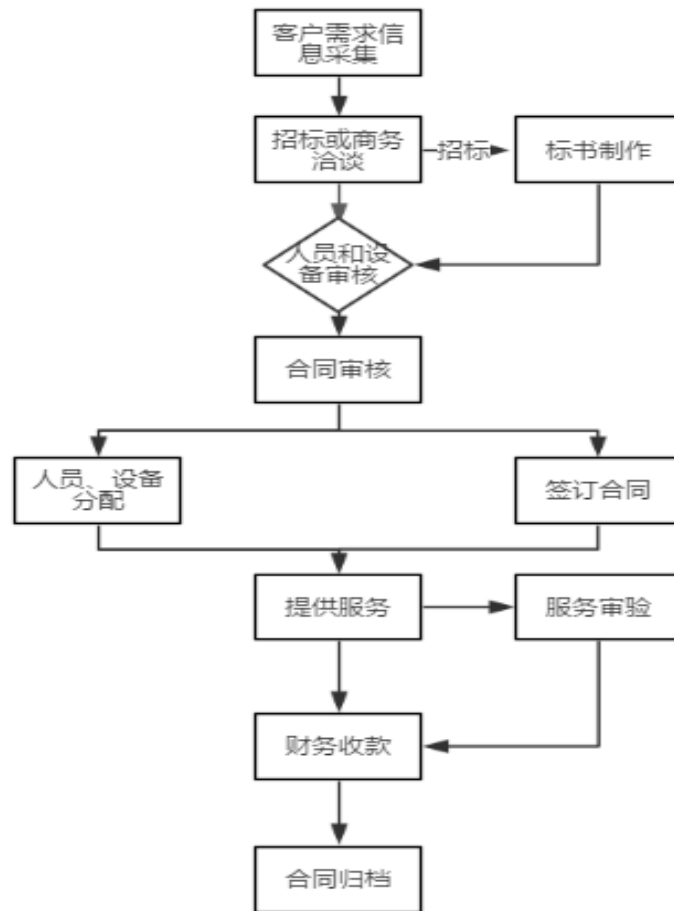 客户需求信
息采集
招标或商务
洽谈
招标
标书制作
人员和设
备审核
合同审核
人员、设备
分配
签订合同
提供服务
服务审验
财务收款
合同归档